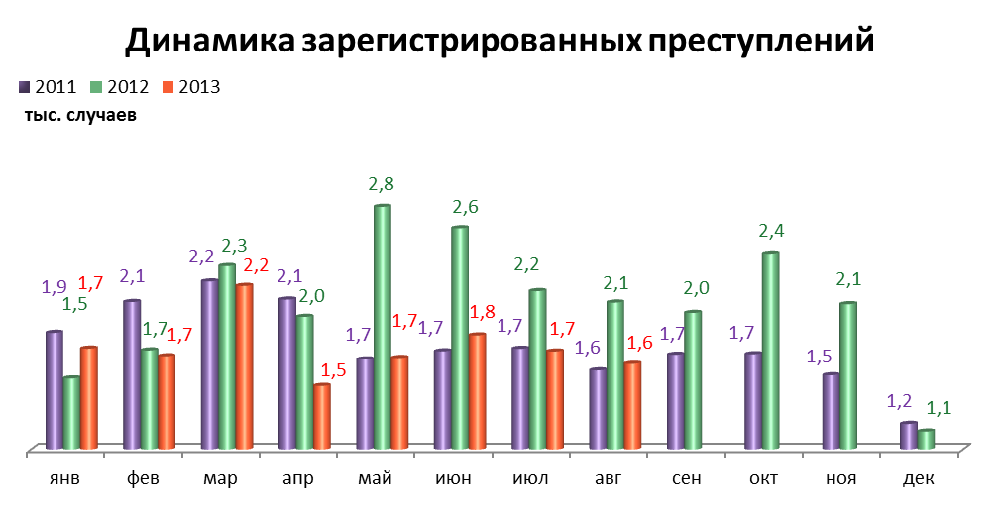 Динамика зарегистрированных преступлений
2011 2012 2013
тыс. случаев
1,9 1,5 1,7
2,1 1,7 1,7
2,2 2,3 2,2
2,1 2,0 1,5
1,7 2,8 1,7
1,7 2,6 1,8
1,7 2,2 1,7
1,6 2,1 1,6
1,7 2,0
1,7 2,4
1,5 2,1
1,2 1,1
янв фев мар апр май июн июл авг сен окт ноя дек